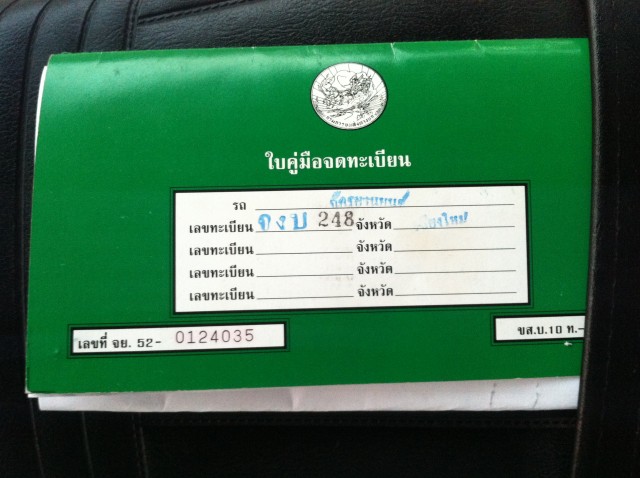 ใบคู่มือจดทะเบียน
รถ จักรยานยนต์
เลขทะเบียน จงบ 248 จังหวัด เชียงใหม่
เลขทะเบียน จังหวัด
เลขทะเบียน จังหวัด
เลขทะเบียน จังหวัด
เลขที่ จย. 52- 0124035
ขส.บ.10 ท.-